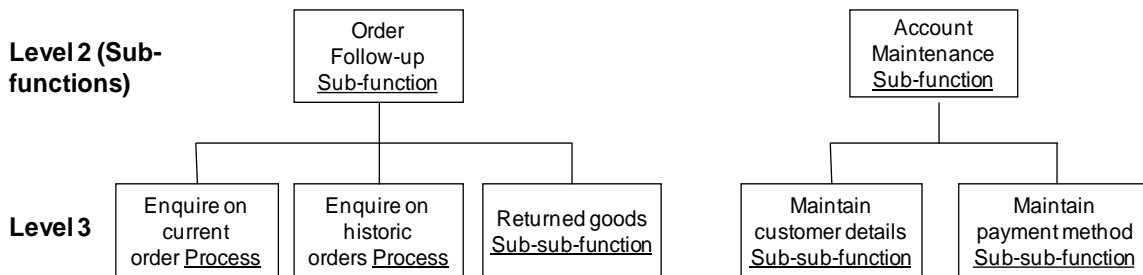 Level 2 (Sub-
functions)
Order
Follow-up
Sub-function
Account
Maintenance
Sub-function
Level 3
Enquire on
current
order Process
Enquire on
historic
orders Process
Returned goods
Sub-sub-function
Maintain
customer details
Sub-sub-function
Maintain
payment method
Sub-sub-function